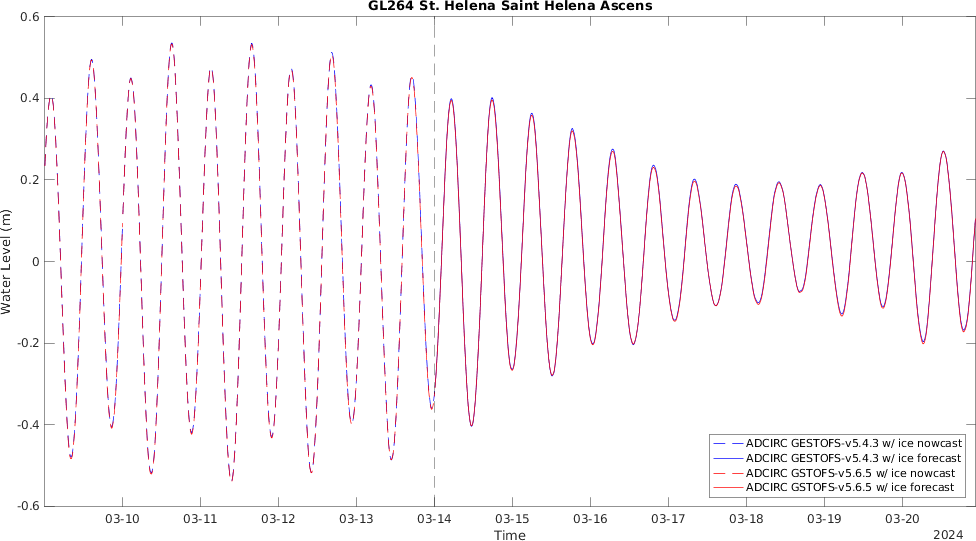 GL264 St. Helena Saint Helena Ascens
0.6
0.4
0.2
0
-0.2
-0.4
-0.6
Water Level (m)
ADCIRC GESTOFS-v5.4.3 w/ ice nowcast
ADCIRC GESTOFS-v5.4.3 w/ ice forecast
ADCIRC GSTOFS-v5.6.5 w/ ice nowcast
ADCIRC GSTOFS-v5.6.5 w/ ice forecast
03-10 03-11 03-12 03-13 03-14 03-15 03-16 03-17 03-18 03-19 03-20
Time
2024